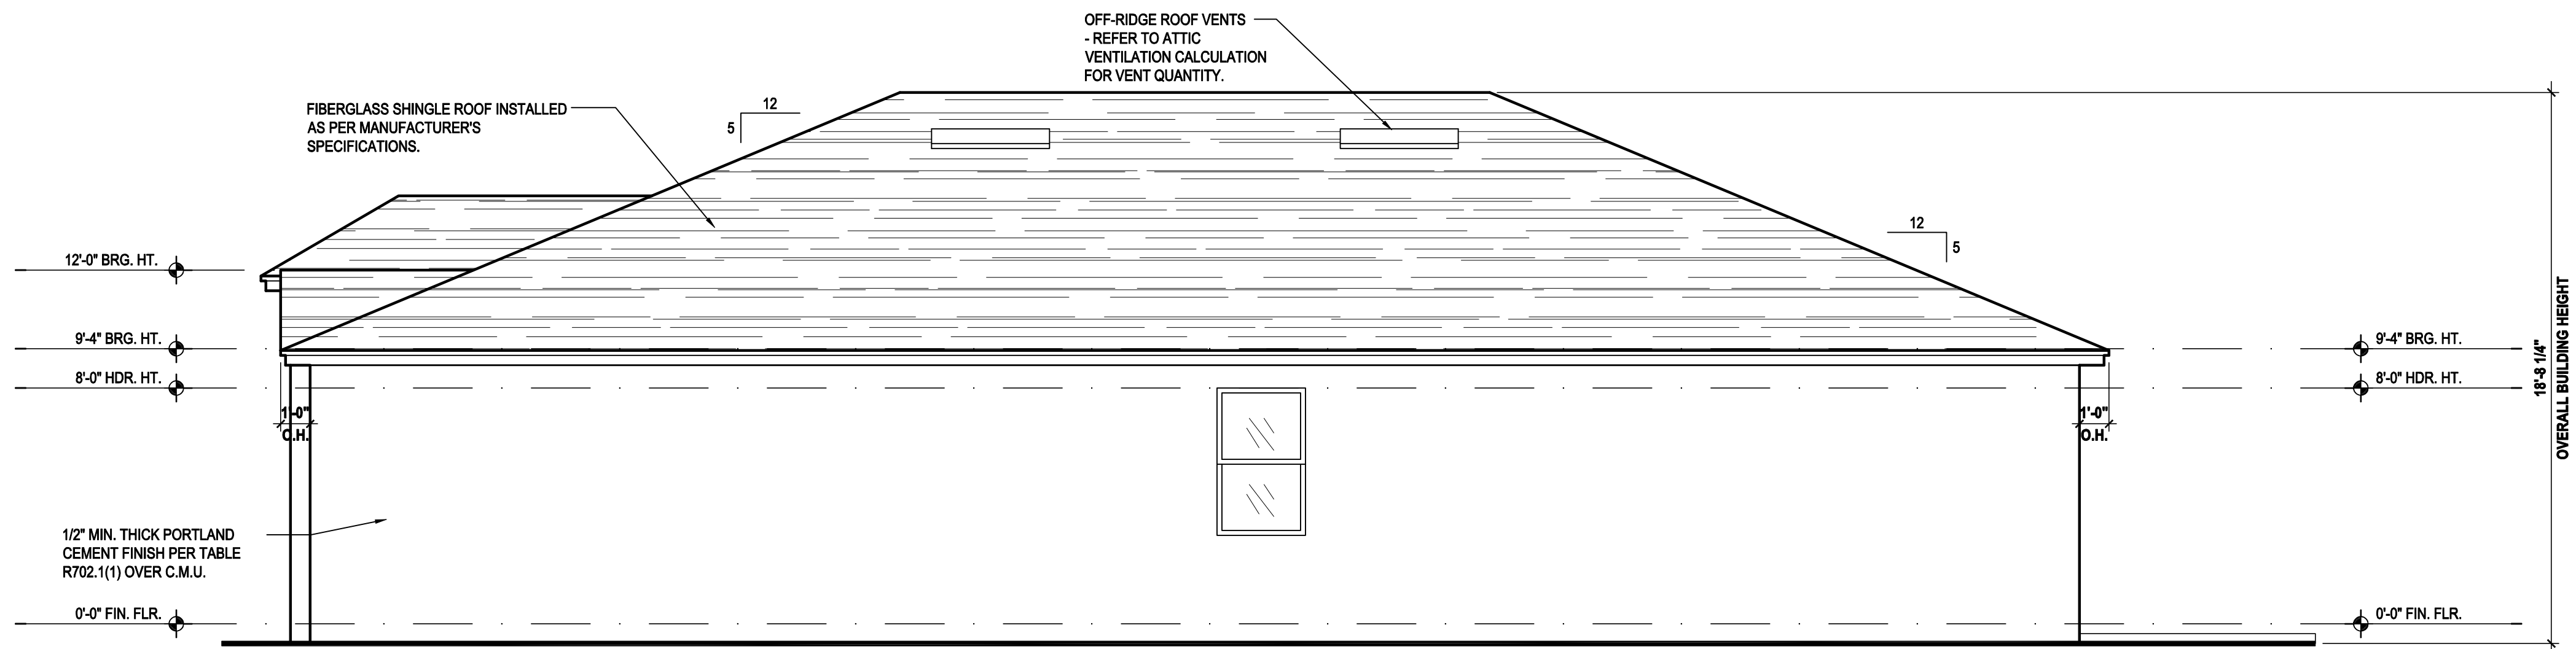 OFF-RIDGE ROOF VENTS
- REFER TO ATTIC
VENTILATION CALCULATION
FOR VENT QUANTITY.
FIBERGLASS SHINGLE ROOF INSTALLED
AS PER MANUFACTURER'S
SPECIFICATIONS.
12
5
12
5
12'-0" BRG. HT.
9'-4" BRG. HT.
8'-0" HDR. HT.
1'-0"
O.H.
1/2" MIN. THICK PORTLAND
CEMENT FINISH PER TABLE
R702.1(1) OVER C.M.U.
0'-0" FIN. FLR.
1'-0"
O.H.
9'-4" BRG. HT.
8'-0" HDR. HT.
0'-0" FIN. FLR.
18'-8 1/4"
OVERALL BUILDING HEIGHT